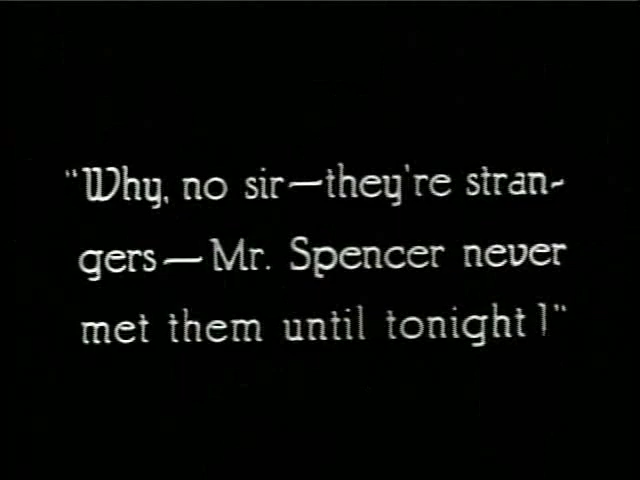 "Why, no sir—they're stran-
gers—Mr. Spencer never
met them until tonight!"